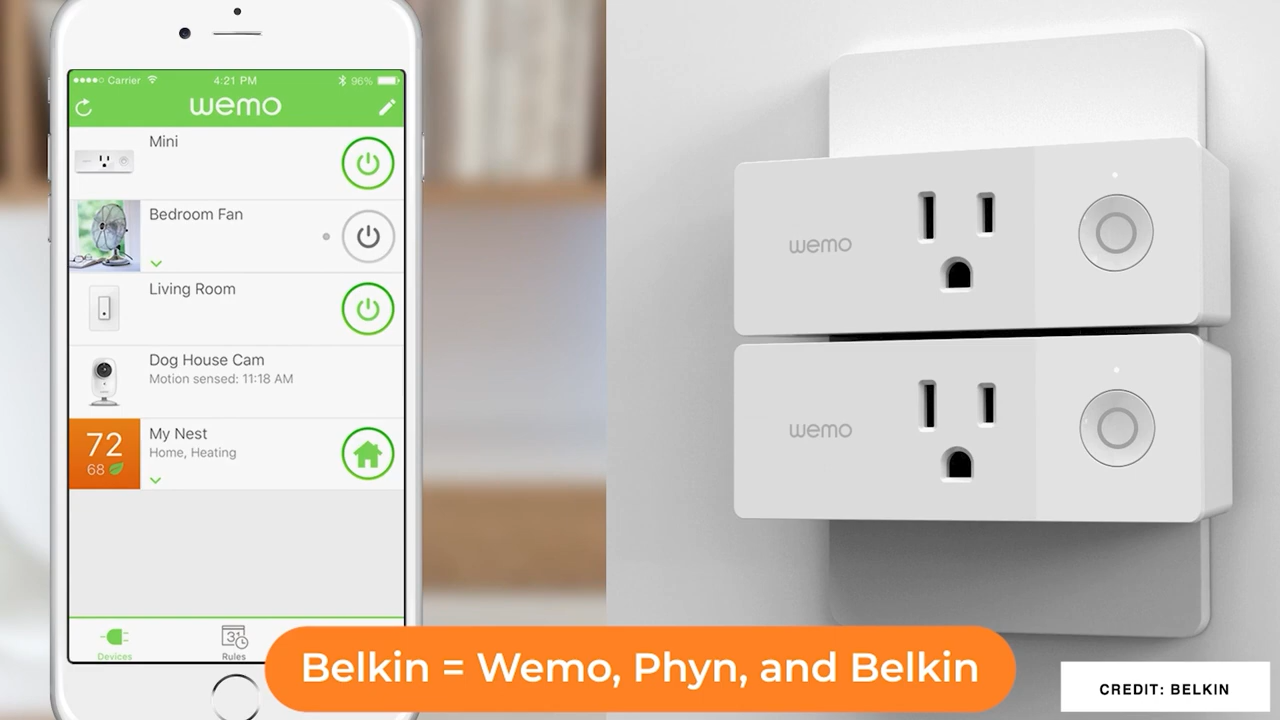 Carrier 4:21 PM 96%
wemo
Mini
Bedroom Fan
Living Room
Dog House Cam
Motion sensed: 11:18 AM
72
68
My Nest
Home, Heating
31
Devices
Rules
wemo
wemo
Belkin = Wemo, Phyn, and Belkin
CREDIT: BELKIN